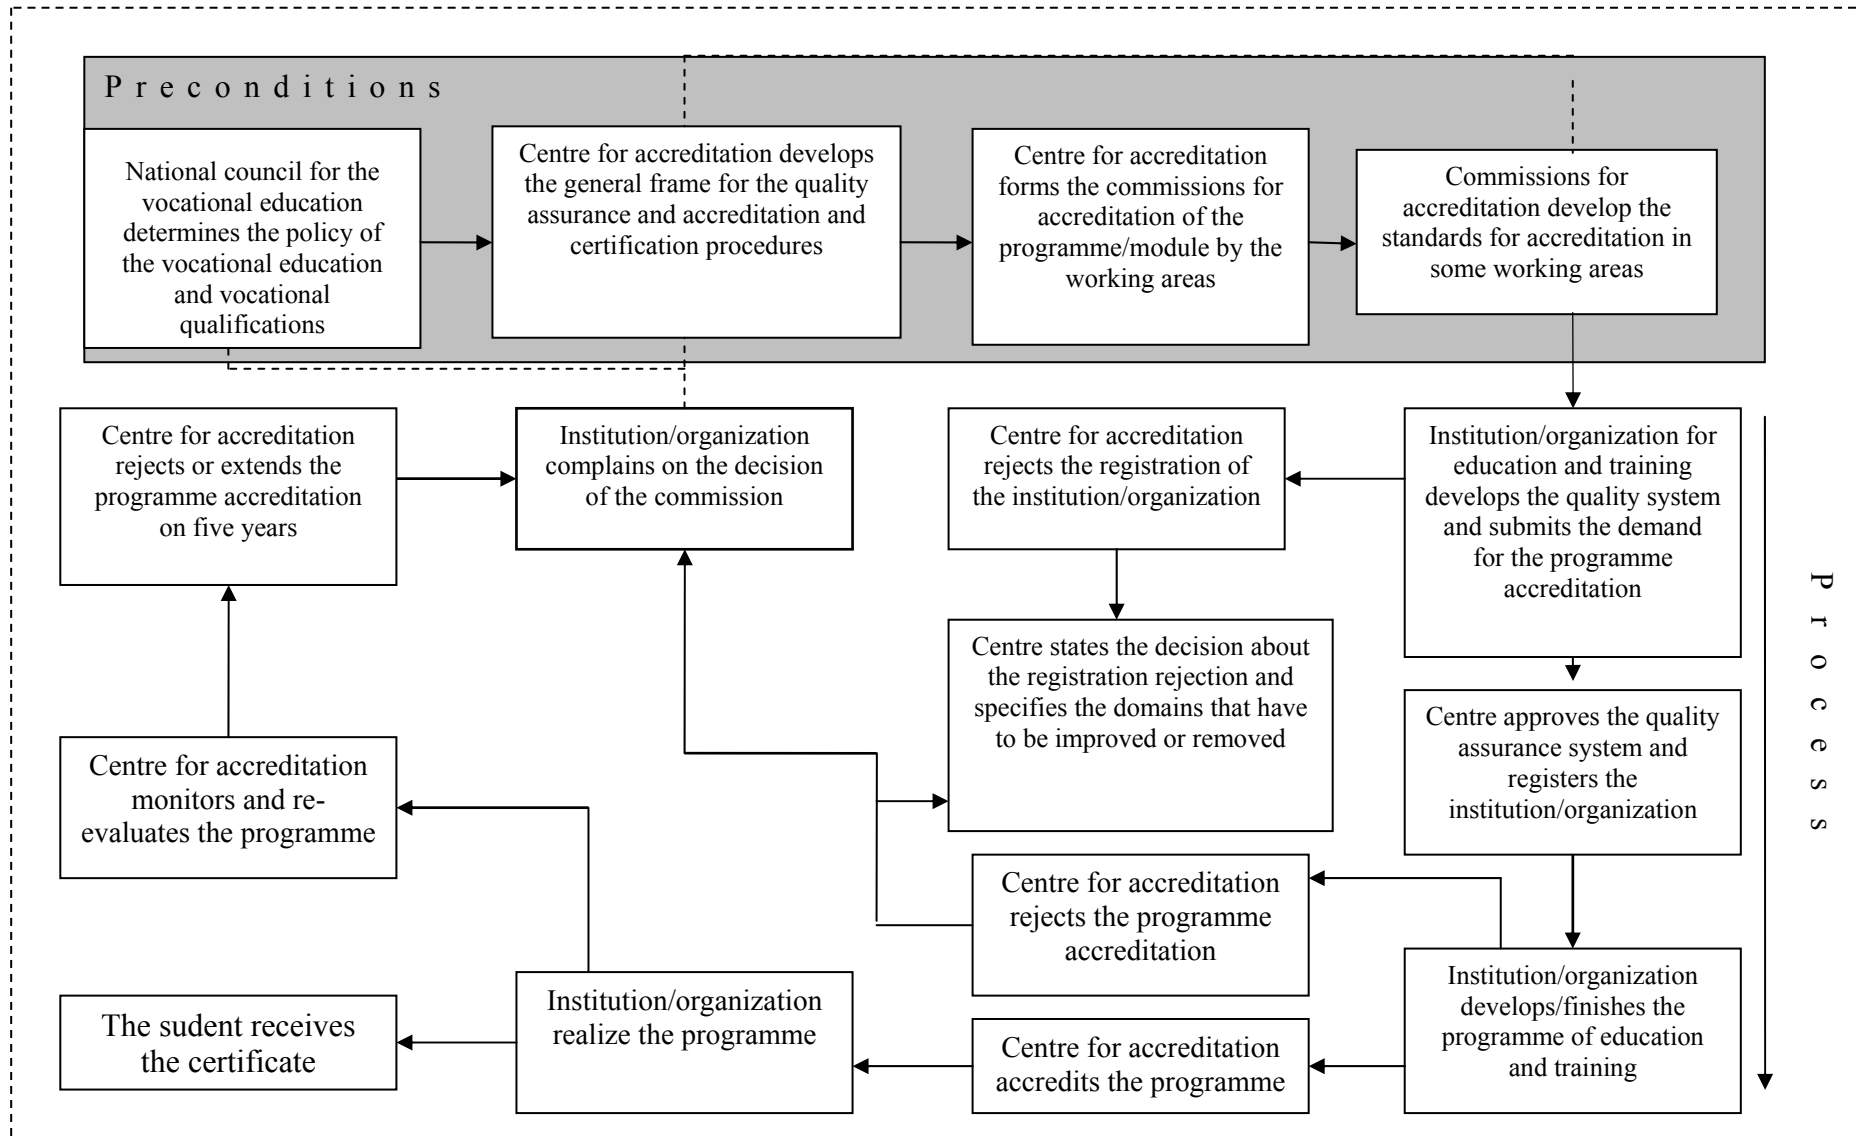 P r e c o n d i t i o n s
National council for the
vocational education
determines the policy of
the vocational education
and vocational
qualifications
Centre for accreditation develops
the general frame for the quality
assurance and accreditation and
certification procedures
Centre for accreditation
forms the commissions for
accreditation of the
programme/module by the
working areas
Commissions for
accreditation develop the
standards for accreditation in
some working areas
Centre for accreditation
rejects or extends the
programme accreditation
on five years
Institution/organization
complains on the decision
of the commission
Centre for accreditation
rejects the registration of
the institution/organization
Institution/organization for
education and training
develops the quality system
and submits the demand
for the programme
accreditation
P r o c e s s
Centre states the decision about
the registration rejection and
specifies the domains that have
to be improved or removed
Centre approves the quality
assurance system and
registers the
institution/organization
Centre for accreditation
monitors and re-
evaluates the programme
Centre for accreditation
rejects the programme
accreditation
Institution/organization
develops/finishes the
programme of education
and training
The sudent receives
the certificate
Institution/organization
realize the programme
Centre for accreditation
accredits the programme